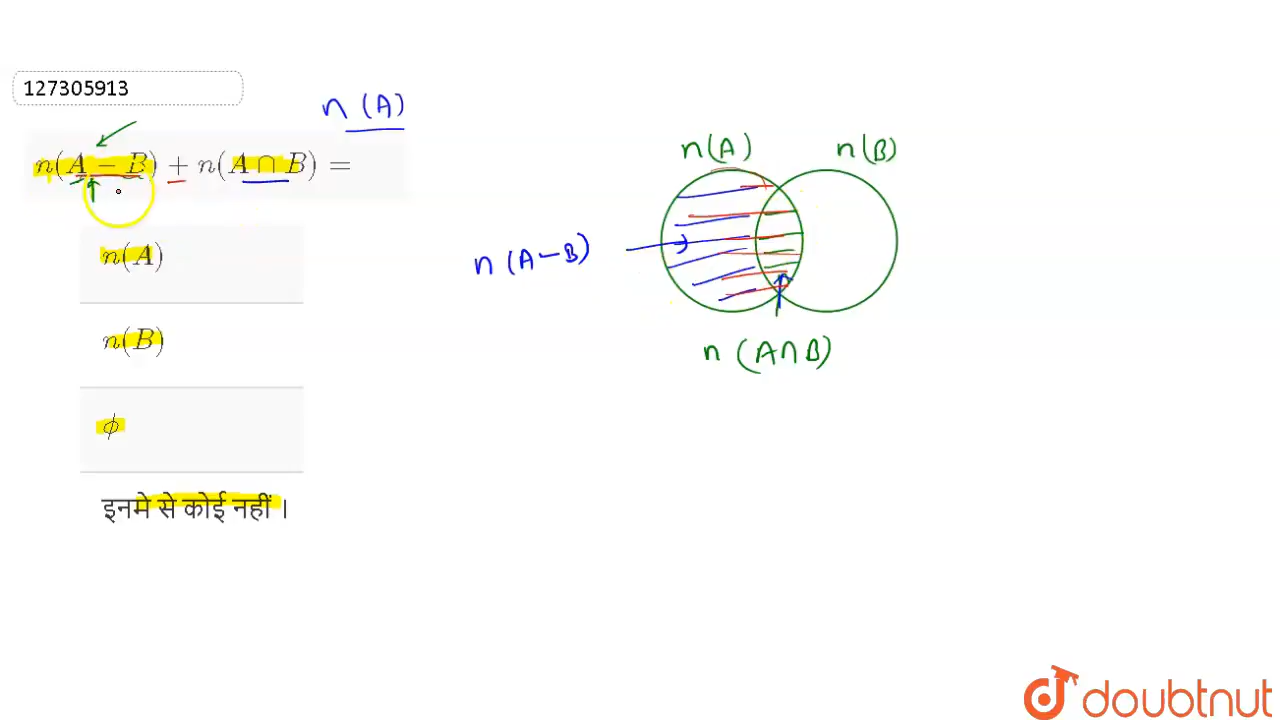 127305913
n (A)
n(A − B) + n(A ∩ B) =
n(A)
n(B)
ϕ
इनमे से कोई नहीं ।
n(A) n(B)
n (A−B)
n (A∩B)
doubtnut